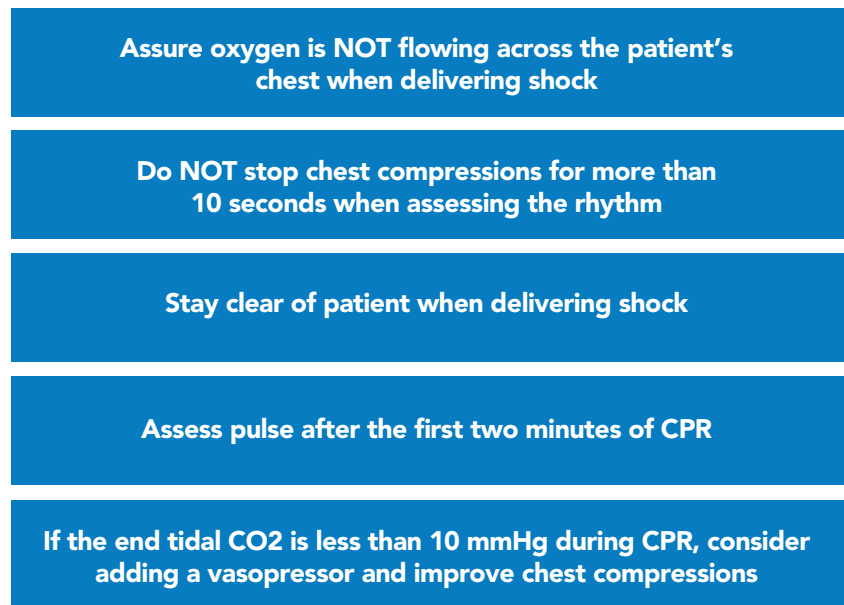 Assure oxygen is NOT flowing across the patient’s
chest when delivering shock
Do NOT stop chest compressions for more than
10 seconds when assessing the rhythm
Stay clear of patient when delivering shock
Assess pulse after the first two minutes of CPR
If the end tidal CO2 is less than 10 mmHg during CPR, consider
adding a vasopressor and improve chest compressions